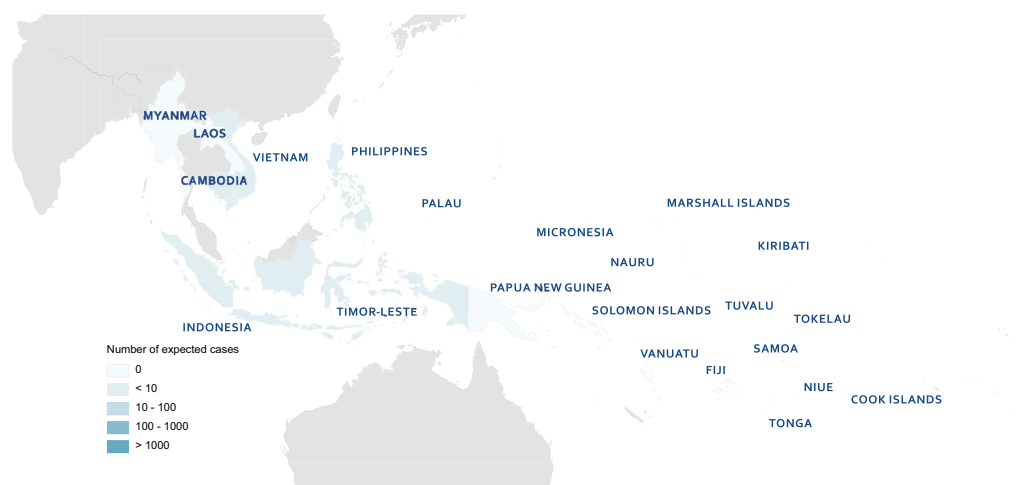 MYANMAR
LAOS
VIETNAM
PHILIPPINES
CAMBODIA
PALAU
MARSHALL ISLANDS
MICRONESIA
KIRIBATI
NAURU
PAPUA NEW GUINEA
TIMOR-LESTE
SOLOMON ISLANDS
TUVALU
TOKELAU
INDONESIA
VANUATU
SAMOA
FIJI
NIUE
COOK ISLANDS
TONGA
Number of expected cases
0
< 10
10 - 100
100 - 1000
> 1000